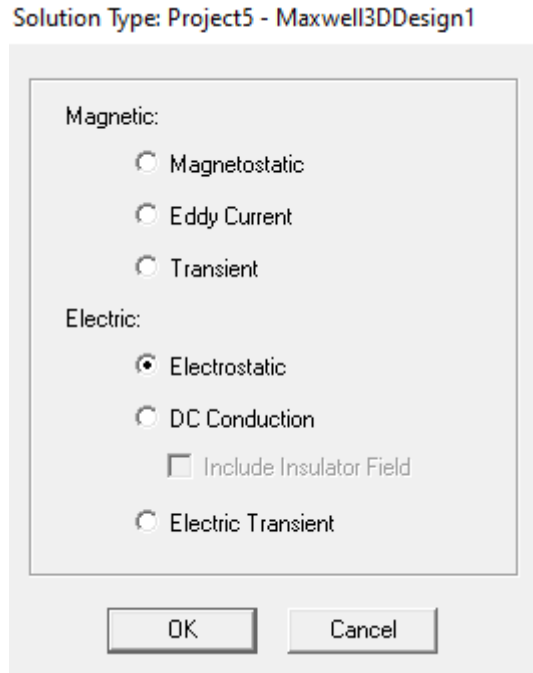 Solution Type: Project5 - Maxwell3DDesign1
Magnetic:
Magnetostatic
Eddy Current
Transient
Electric:
Electrostatic
DC Conduction
Include Insulator Field
Electric Transient
OK Cancel